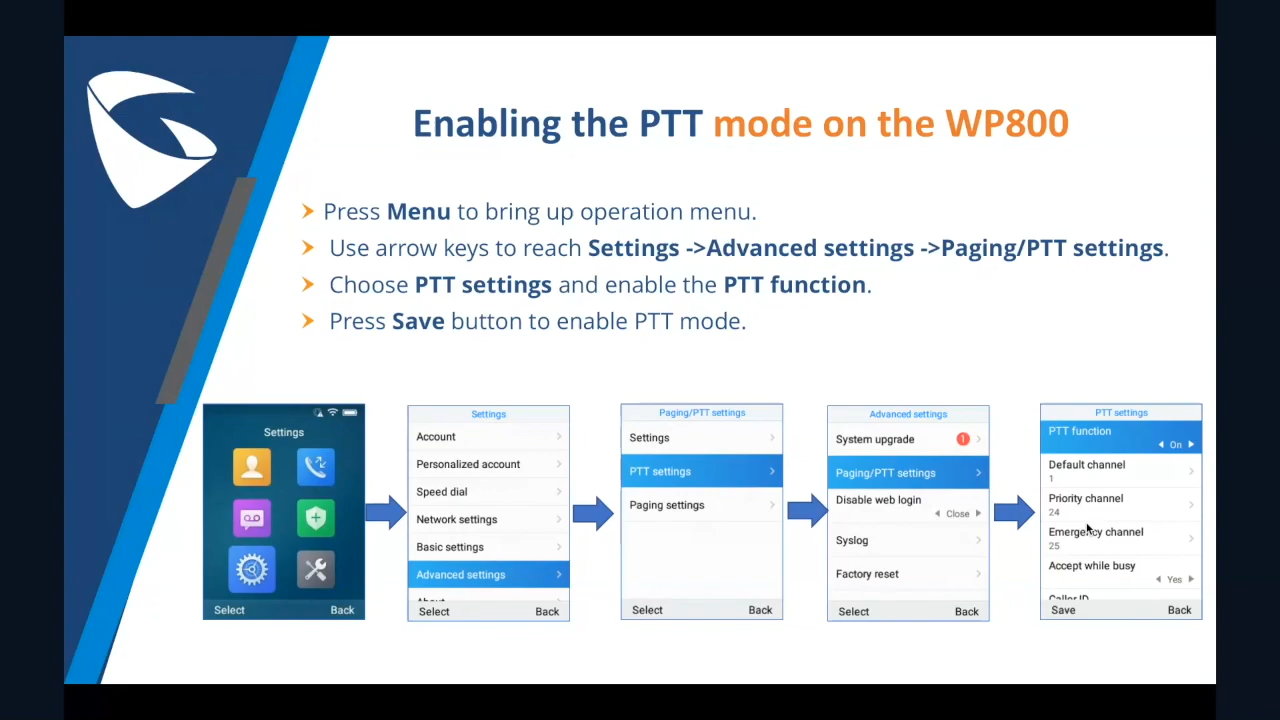 Enabling the PTT mode on the WP800
Press Menu to bring up operation menu.
Use arrow keys to reach Settings ->Advanced settings ->Paging/PTT settings.
Choose PTT settings and enable the PTT function.
Press Save button to enable PTT mode.
Settings
Select Back
Settings
Account
Personalized account
Speed dial
Network settings
Basic settings
Advanced settings
About
Select Back
Paging/PTT settings
Settings
PTT settings
Paging settings
Select Back
Advanced settings
System upgrade 1
Paging/PTT settings
Disable web login
Close
Syslog
Factory reset
Select Back
PTT settings
PTT function
On
Default channel
1
Priority channel
24
Emergency channel
25
Accept while busy
Yes
Caller ID
Save Back